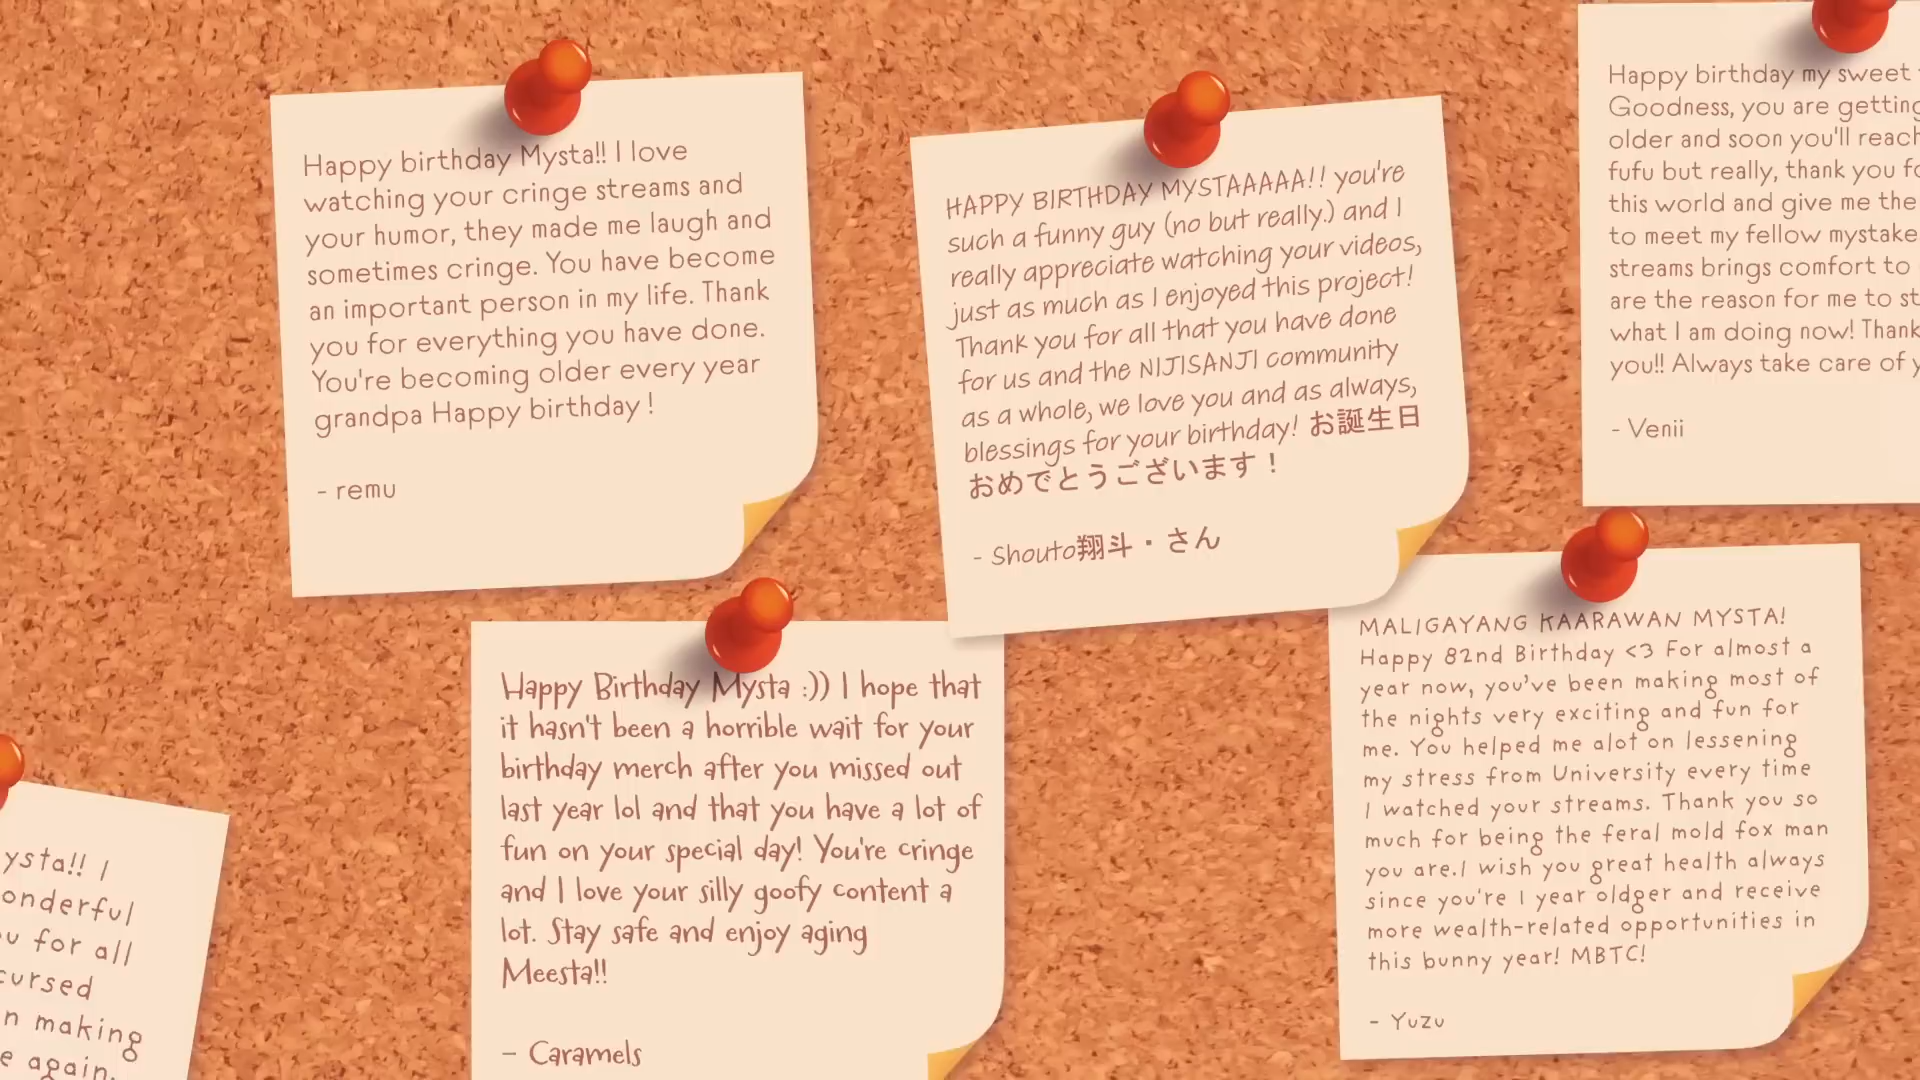 Happy birthday Mysta!! I love
watching your cringe streams and
your humor, they made me laugh and
sometimes cringe. You have become
an important person in my life. Thank
you for everything you have done.
You're becoming older every year
grandpa Happy birthday !
- remu
HAPPY BIRTHDAY MYSTAAAAA!! you're
such a funny guy (no but really.) and I
really appreciate watching your videos,
just as much as I enjoyed this project!
Thank you for all that you have done
for us and the NIJISANJI community
as a whole, we love you and as always,
blessings for your birthday! お誕生日
おめでとうございます！
- Shouto翔斗・さん
Happy birthday my sweet
Goodness, you are getting
older and soon you'll reach
fufu but really, thank you
this world and give me the
to meet my fellow
streams brings comfort to
are the reason for me to
what I am doing now! Thank
you!! Always take care of
- Venii
ysta!! I
onderful
u for all
cursed
n making
e again.
Happy Birthday Mysta :)) I hope that
it hasn't been a horrible wait for your
birthday merch after you missed out
last year lol and that you have a lot of
fun on your special day! You're cringe
and I love your silly goofy content a
lot. Stay safe and enjoy aging
Meesta!!
- Caramels
MALIGAYANG KAARAWAN MYSTA!
Happy 82nd Birthday <3 For almost a
year now, you've been making most of
the nights very exciting and fun for
me. You helped me alot on lessening
my stress from University every time
I watched your streams. Thank you so
much for being the feral mold fox man
you are.I wish you great health always
since you're 1 year oldger and receive
more wealth-related opportunities in
this bunny year! MBTC!
- Yuzu